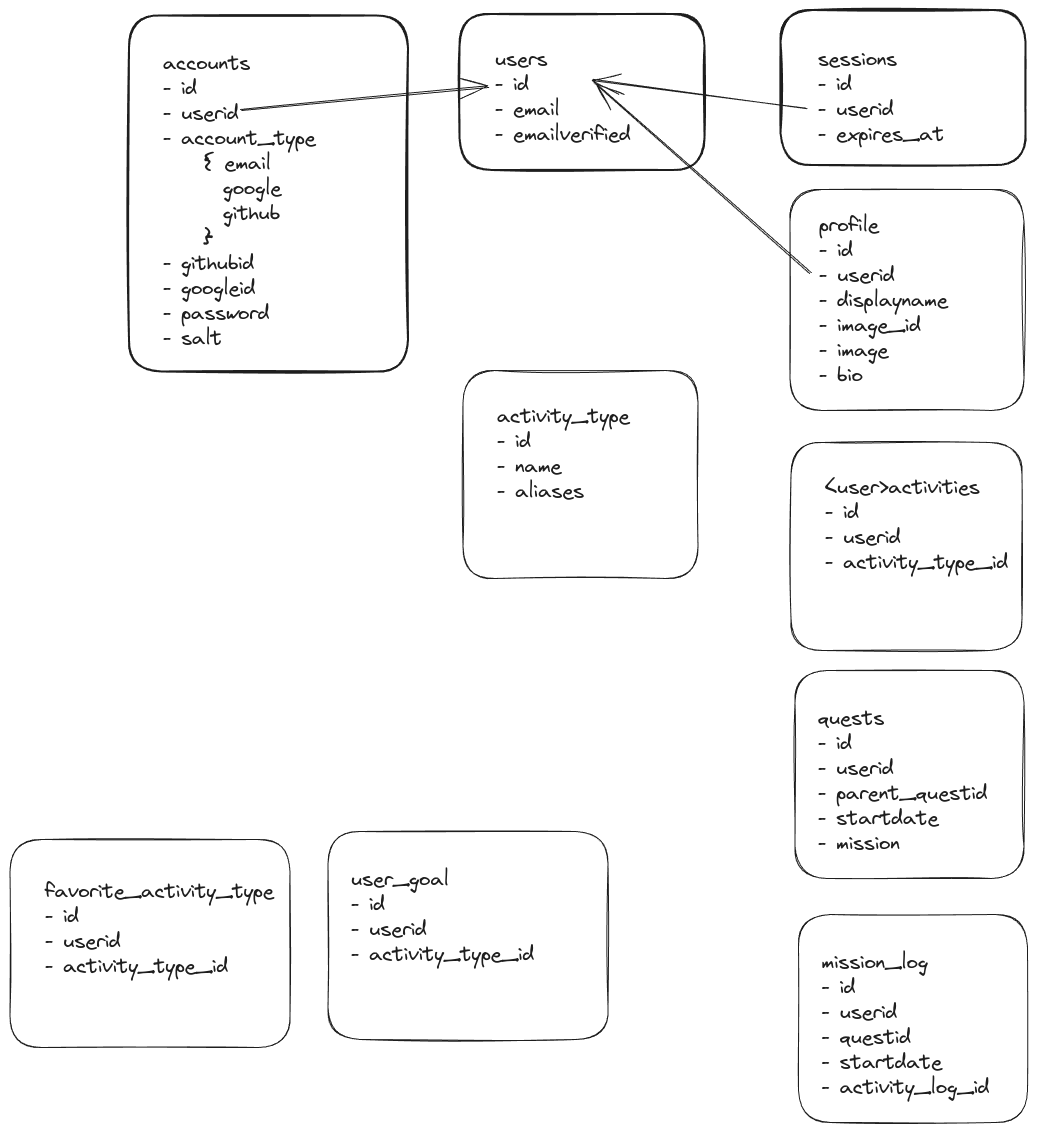 accounts
- id
- userid
- account_type
{ email
google
github
}
- githubid
- googleid
- password
- salt
users
- id
- email
- emailverified
sessions
- id
- userid
- expires_at
profile
- id
- userid
- displayname
- image_id
- image
- bio
activity_type
- id
- name
- aliases
<user>activities
- id
- userid
- activity_type_id
quests
- id
- userid
- parent_questid
- startdate
- mission
favorite_activity_type
- id
- userid
- activity_type_id
user_goal
- id
- userid
- activity_type_id
mission_log
- id
- userid
- questid
- startdate
- activity_log_id